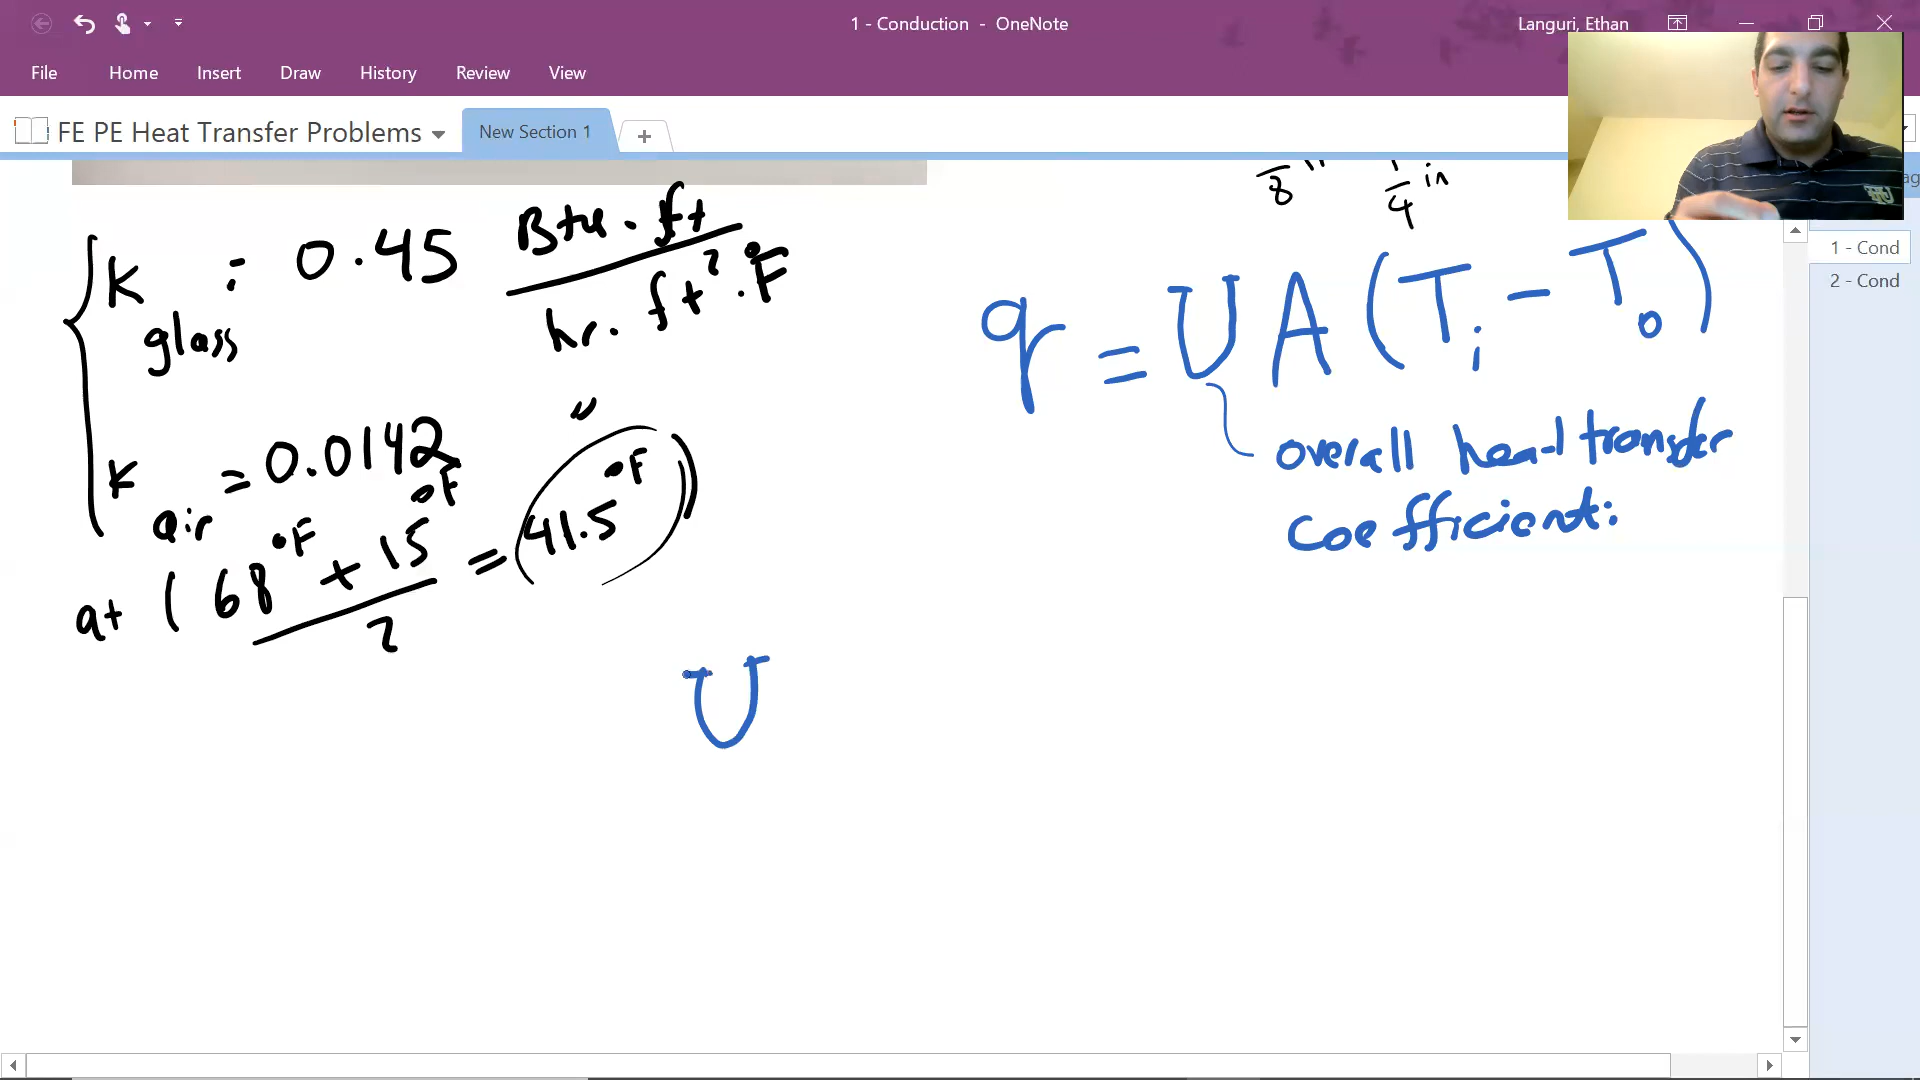 1 - Conduction - OneNote
Languri, Ethan
File Home Insert Draw History Review View
FE PE Heat Transfer Problems
New Section 1
+
1 - Cond
2 - Cond
8
1/4 in
K glass : 0.45 Btu · ft / hr. ft² · °F
q = U A (Ti - To)
overall heat transfer
coefficient:
K air = 0.0142 "
at (68°F + 15°F / 2 = 41.5°F)
U